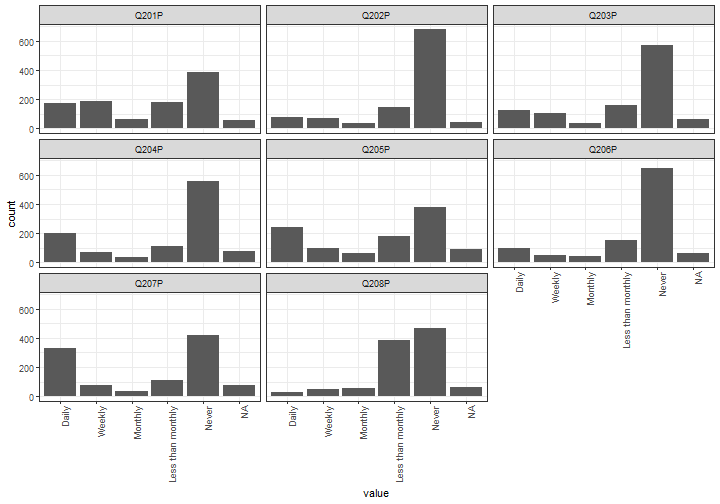 Q201P Q202P Q203P
600
400
200
0
Q204P Q205P Q206P
600
400
200
0
Daily Weekly Monthly Less than monthly Never NA
Q207P Q208P
600
400
200
0
Daily Weekly Monthly Less than monthly Never NA Daily Weekly Monthly Less than monthly Never NA
count
value